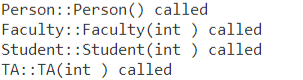 Person::Person() called
Faculty::Faculty(int ) called
Student::Student(int ) called
TA::TA(int ) called